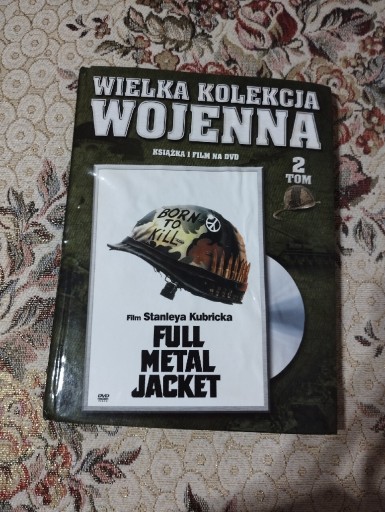 WIELKA KOLEKCJA
WOJENNA
KSIĄŻKA I FILM NA DVD
2
TOM
BORN
TO
KILL
Film Stanleya Kubricka
FULL
METAL
JACKET
DVD